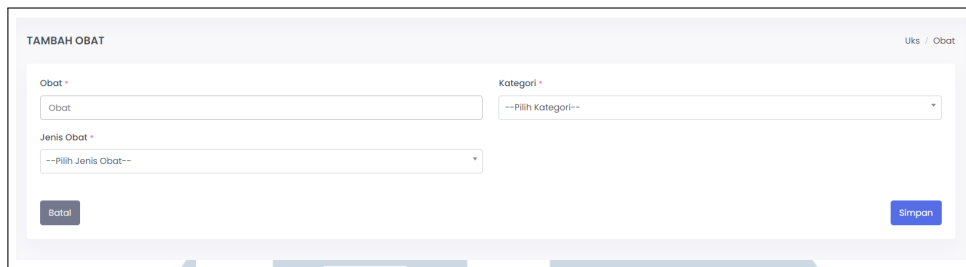 TAMBAH OBAT
Uks / Obat
Obat *
Kategori *
Obat
--Pilih Kategori--
Jenis Obat *
--Pilih Jenis Obat--
Batal
Simpan